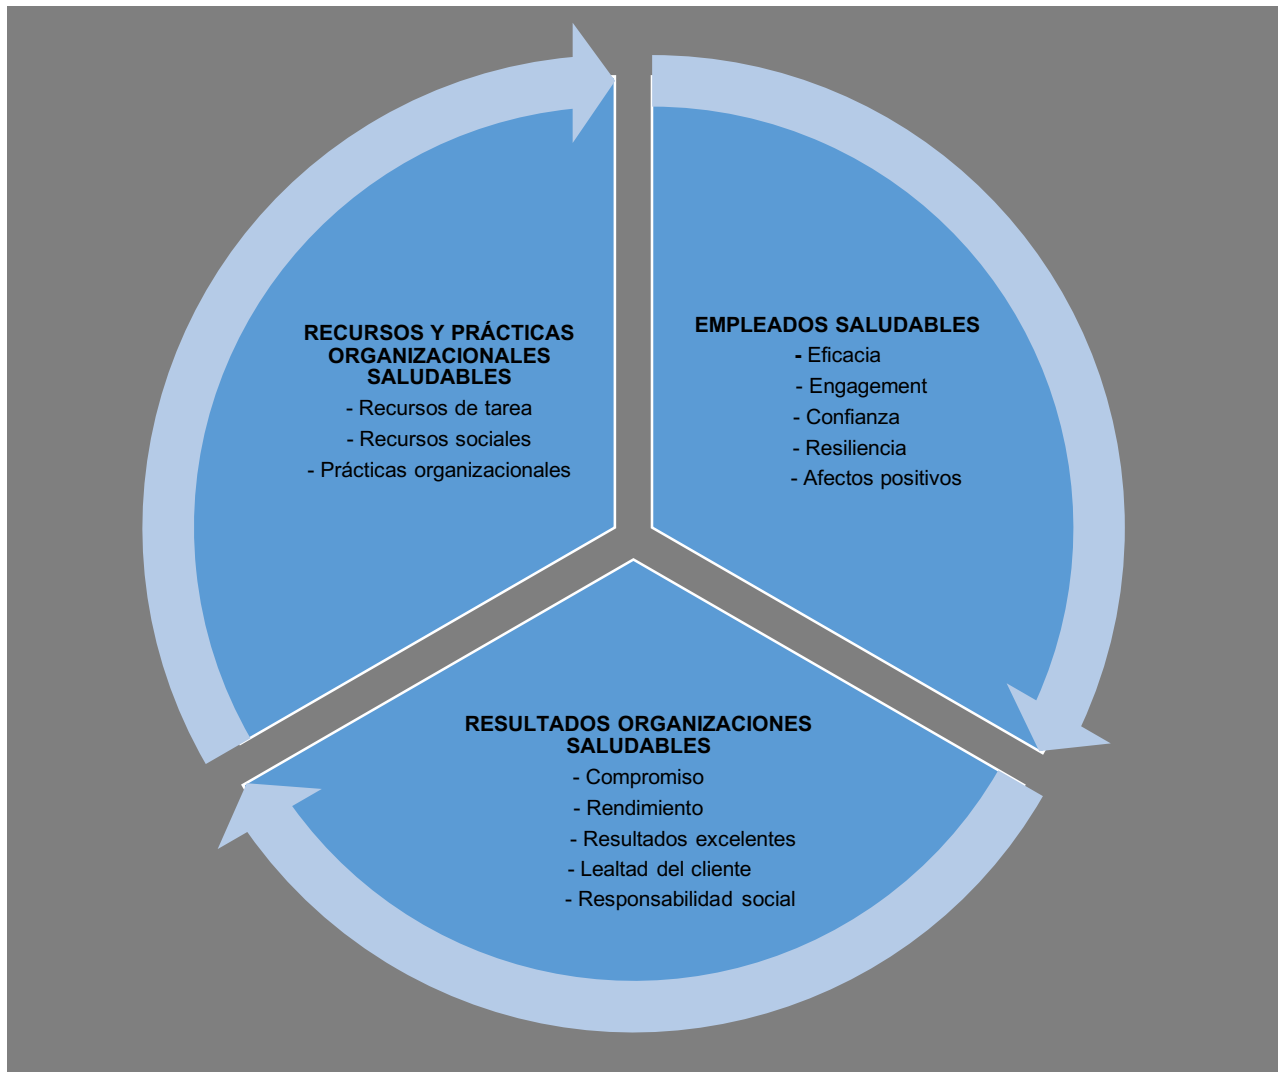 RECURSOS Y PRÁCTICAS
ORGANIZACIONALES
SALUDABLES
- Recursos de tarea
- Recursos sociales
- Prácticas organizacionales
EMPLEADOS SALUDABLES
- Eficacia
- Engagement
- Confianza
- Resiliencia
- Afectos positivos
RESULTADOS ORGANIZACIONES
SALUDABLES
- Compromiso
- Rendimiento
- Resultados excelentes
- Lealtad del cliente
- Responsabilidad social